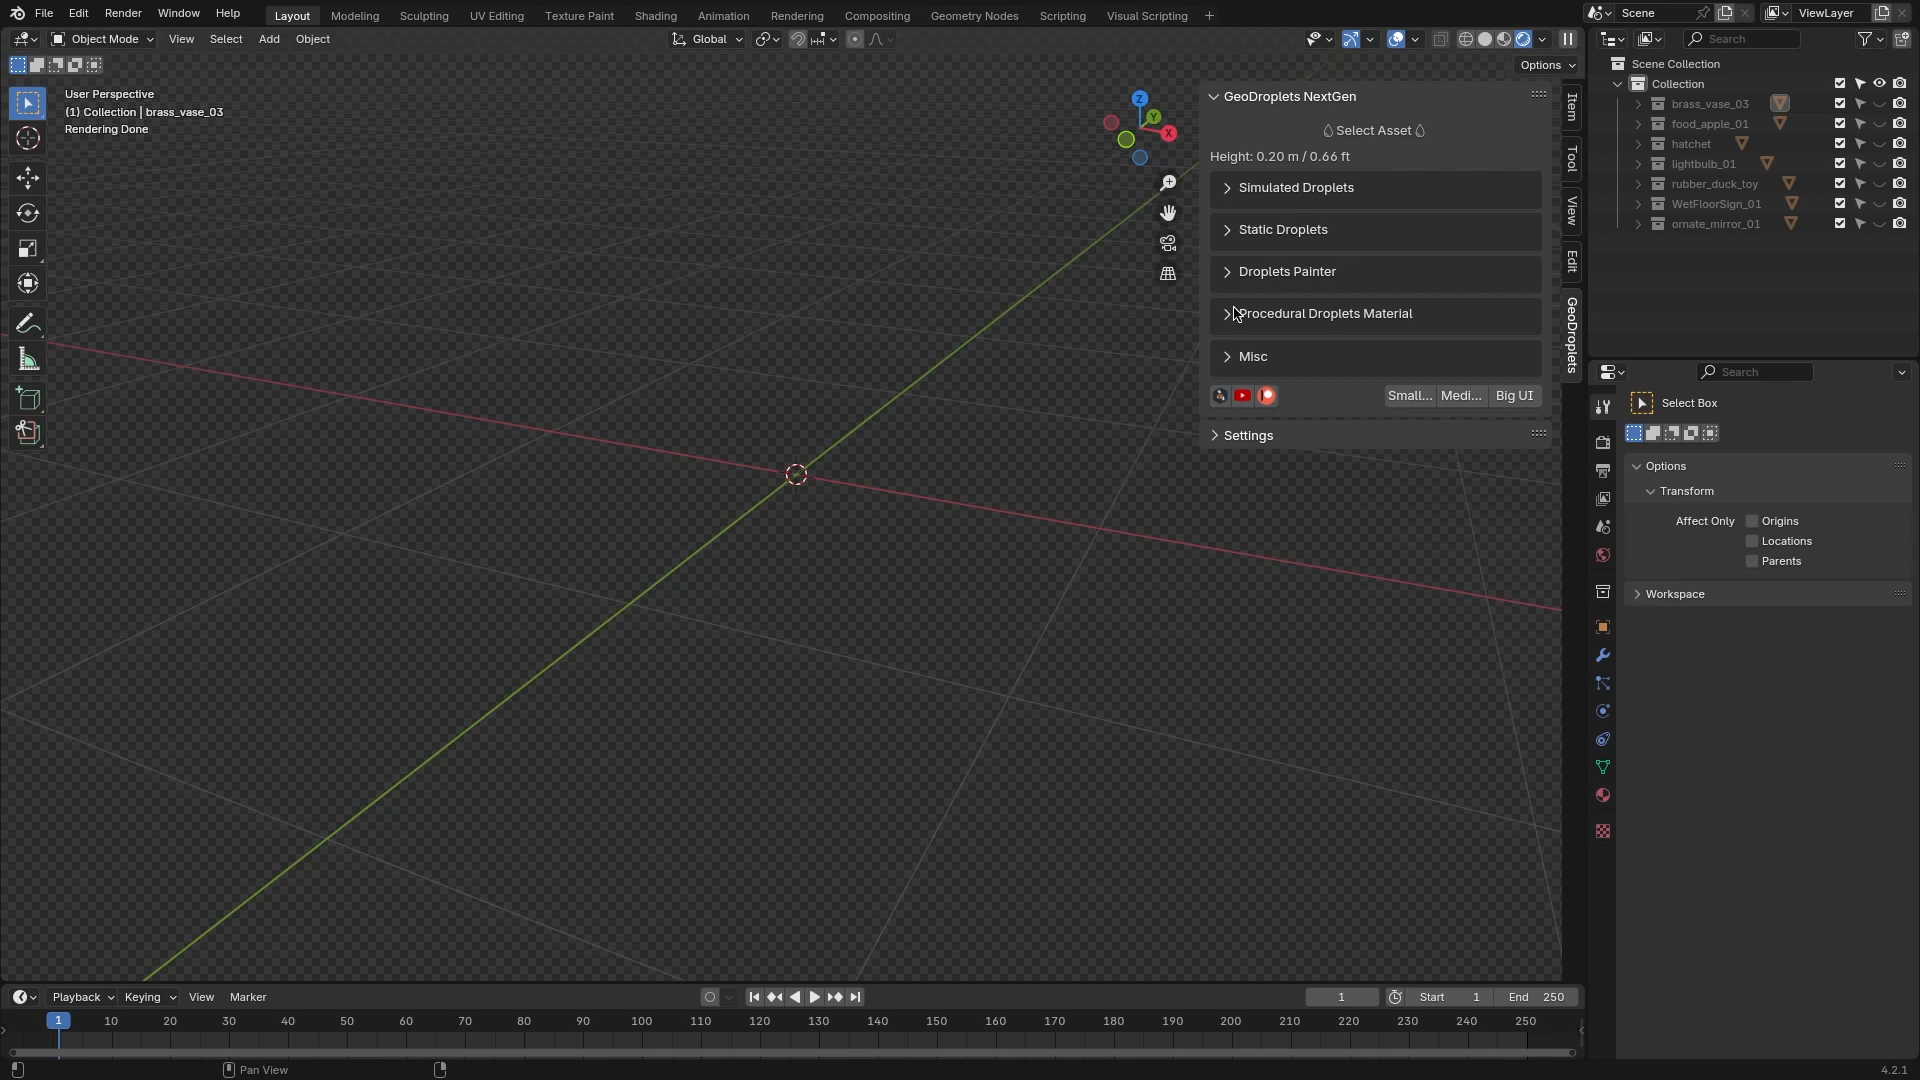 File Edit Render Window Help Layout Modeling Sculpting UV Editing Texture Paint Shading Animation Rendering Compositing Geometry Nodes Scripting Visual Scripting + Scene ViewLayer
Object Mode View Select Add Object Global Search
Options
User Perspective
(1) Collection | brass_vase_03
Rendering Done
Z
Y
X
GeoDroplets NextGen
Select Asset
Height: 0.20 m / 0.66 ft
Simulated Droplets
Static Droplets
Droplets Painter
Procedural Droplets Material
Misc
Small... Medi... Big UI
Settings
Item
Tool
View
Edit
GeoDroplets
Scene Collection
Collection
brass_vase_03
food_apple_01
hatchet
lightbulb_01
rubber_duck_toy
WetFloorSign_01
ornate_mirror_01
Search
Select Box
Options
Transform
Affect Only Origins
Locations
Parents
Workspace
Playback Keying View Marker 1 Start 1 End 250
1 10 20 30 40 50 60 70 80 90 100 110 120 130 140 150 160 170 180 190 200 210 220 230 240 250
Pan View 4.2.1